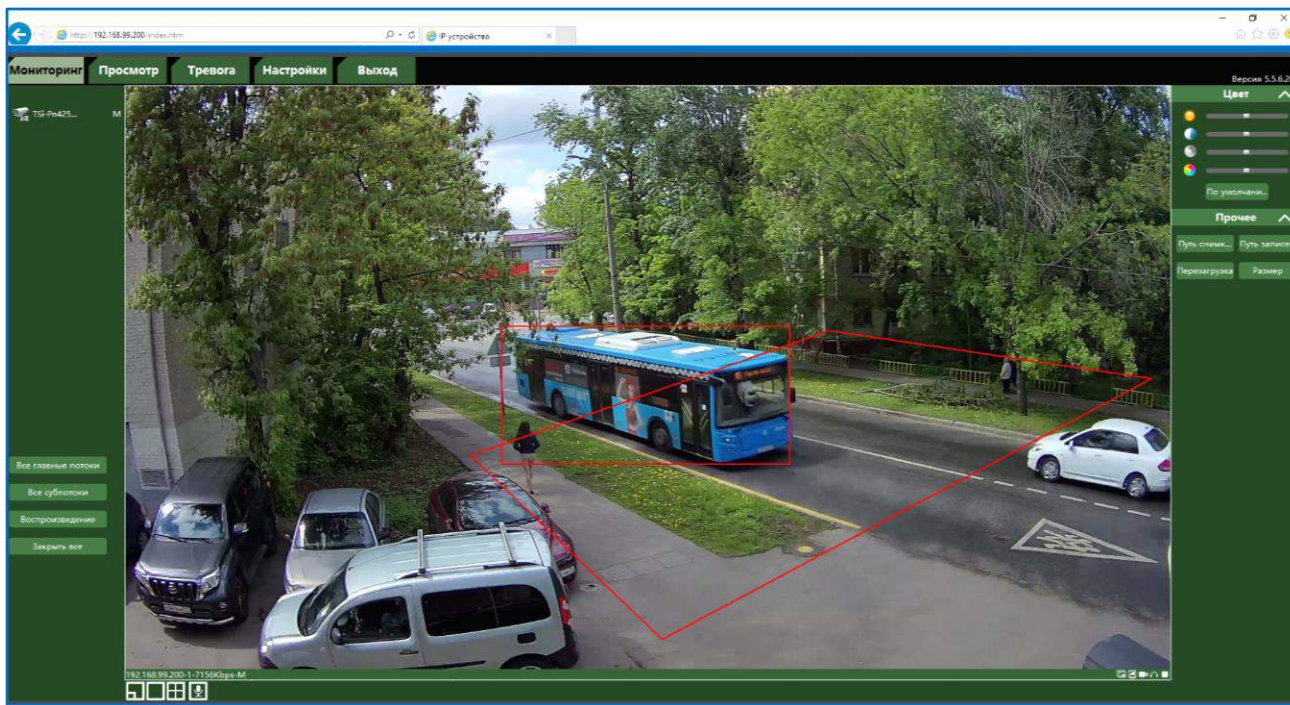 http://192.168.99.200/index.htm
IP устройство
Мониторинг Просмотр Тревога Настройки Выход
Версия 5.5.6.20
TSi-Pn425... M
Цвет
По умолчани...
Прочее
Путь снимк... Путь записе
Перезагрузка Размер
Все главные потоки
Все субпотоки
Воспроизведение
Закрыть все
192.168.99.200-1-7156Kbps-M